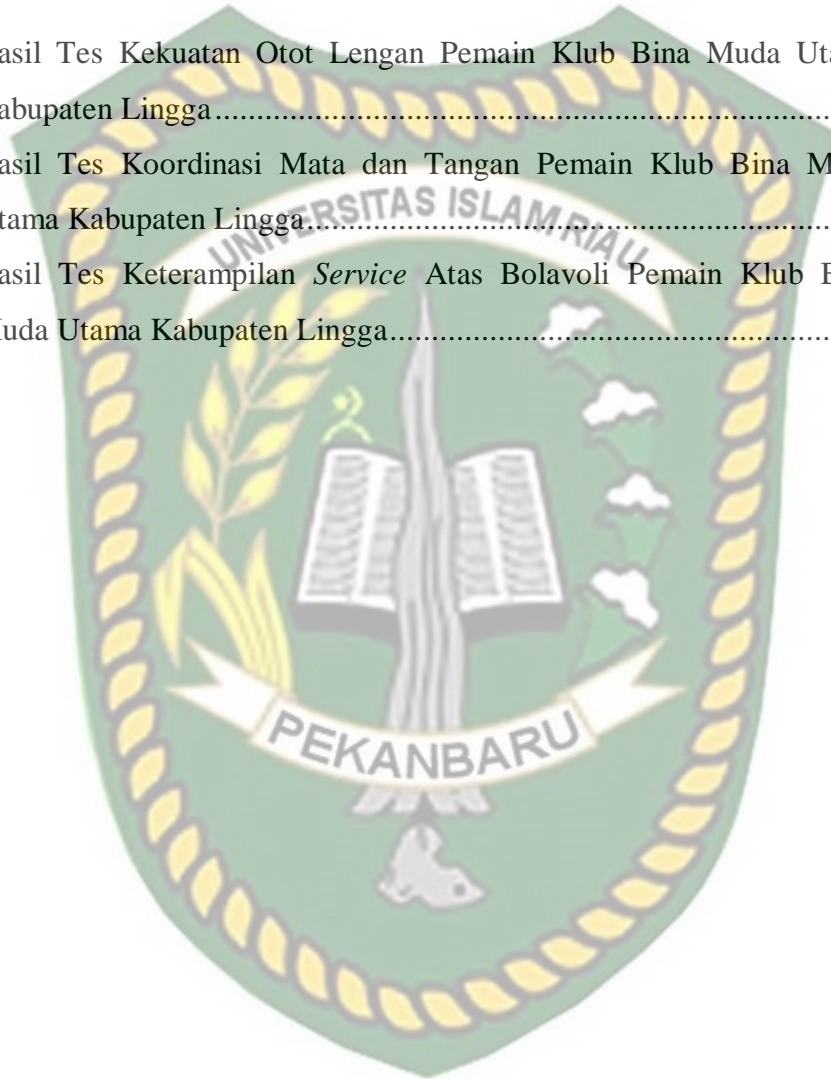 asil Tes Kekuatan Otot Lengan Pemain Klub Bina Muda Uta
abupaten Lingga........................................................................
asil Tes Koordinasi Mata dan Tangan Pemain Klub Bina M
tama Kabupaten Lingga.............................................................
asil Tes Keterampilan Service Atas Bolavoli Pemain Klub B
uda Utama Kabupaten Lingga...................................................
UNIVERSITAS ISLAM RIAU
PEKANBARU